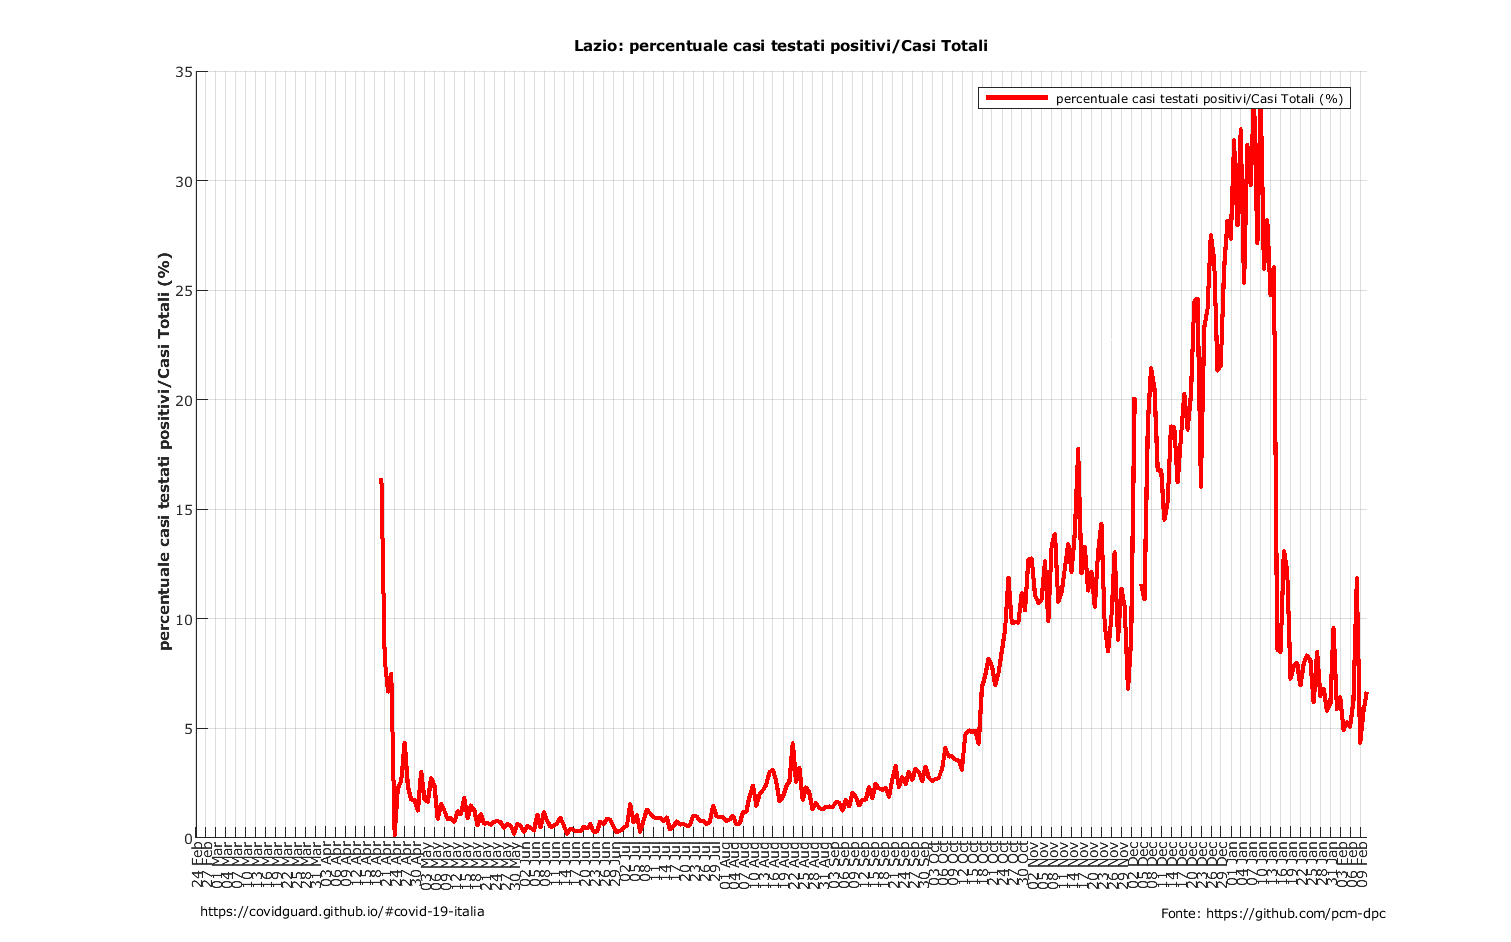 Lazio: percentuale casi testati positivi/Casi Totali
percentuale casi testati positivi/Casi Totali (%)
percentuale casi testati positivi/Casi Totali (%)
35
30
25
20
15
10
5
0
24 Feb
27 Feb
01 Mar
04 Mar
07 Mar
10 Mar
13 Mar
16 Mar
19 Mar
22 Mar
25 Mar
28 Mar
31 Mar
03 Apr
06 Apr
09 Apr
12 Apr
15 Apr
18 Apr
21 Apr
24 Apr
27 Apr
30 Apr
03 May
06 May
09 May
12 May
15 May
18 May
21 May
24 May
27 May
30 May
02 Jun
05 Jun
08 Jun
11 Jun
14 Jun
17 Jun
20 Jun
23 Jun
26 Jun
29 Jun
02 Jul
05 Jul
08 Jul
11 Jul
14 Jul
17 Jul
20 Jul
23 Jul
26 Jul
29 Jul
01 Aug
04 Aug
07 Aug
10 Aug
13 Aug
16 Aug
19 Aug
22 Aug
25 Aug
28 Aug
31 Aug
03 Sep
06 Sep
09 Sep
12 Sep
15 Sep
18 Sep
21 Sep
24 Sep
27 Sep
30 Sep
03 Oct
06 Oct
09 Oct
12 Oct
15 Oct
18 Oct
21 Oct
24 Oct
27 Oct
30 Oct
02 Nov
05 Nov
08 Nov
11 Nov
14 Nov
17 Nov
20 Nov
23 Nov
26 Nov
29 Nov
02 Dec
05 Dec
08 Dec
11 Dec
14 Dec
17 Dec
20 Dec
23 Dec
26 Dec
29 Dec
01 Jan
04 Jan
07 Jan
10 Jan
13 Jan
16 Jan
19 Jan
22 Jan
25 Jan
28 Jan
31 Jan
03 Feb
06 Feb
09 Feb
https://covidguard.github.io/#covid-19-italia
Fonte: https://github.com/pcm-dpc